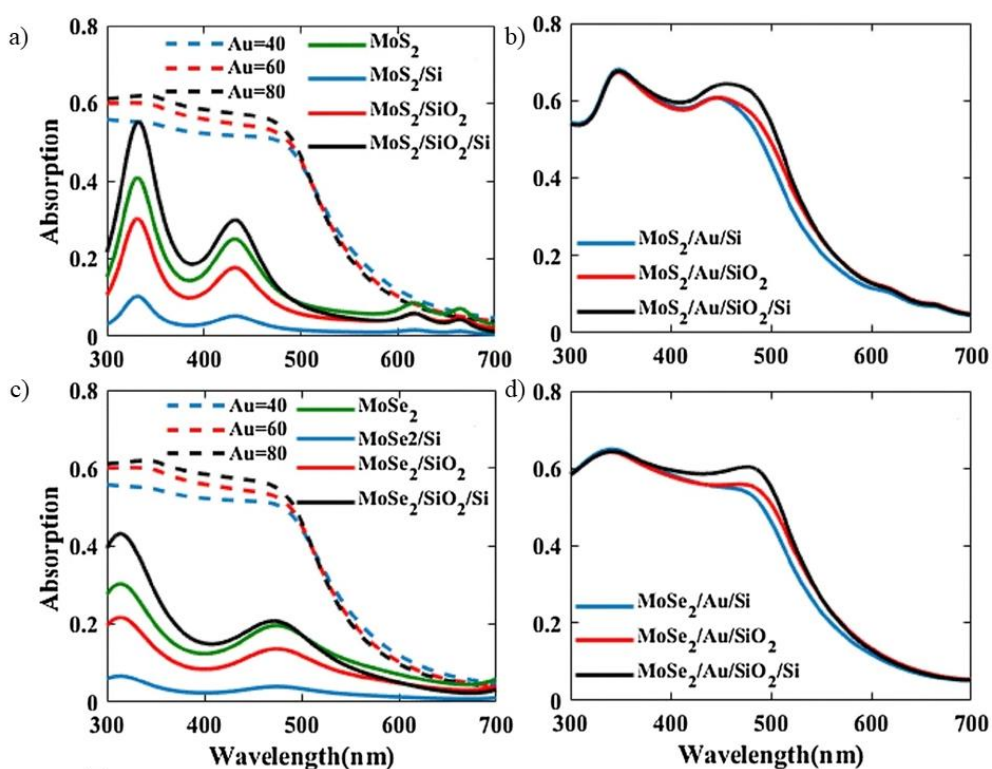 a)
0.8
0.6
0.4
0.2
0
Absorption
Au=40
Au=60
Au=80
MoS2
MoS2/Si
MoS2/SiO2
MoS2/SiO2/Si
300 400 500 600 700
b)
0.8
0.6
0.4
0.2
0
MoS2/Au/Si
MoS2/Au/SiO2
MoS2/Au/SiO2/Si
300 400 500 600 700
c)
0.8
0.6
0.4
0.2
0
Absorption
Au=40
Au=60
Au=80
MoSe2
MoSe2/Si
MoSe2/SiO2
MoSe2/SiO2/Si
300 400 500 600 700
Wavelength(nm)
d)
0.8
0.6
0.4
0.2
0
MoSe2/Au/Si
MoSe2/Au/SiO2
MoSe2/Au/SiO2/Si
300 400 500 600 700
Wavelength(nm)